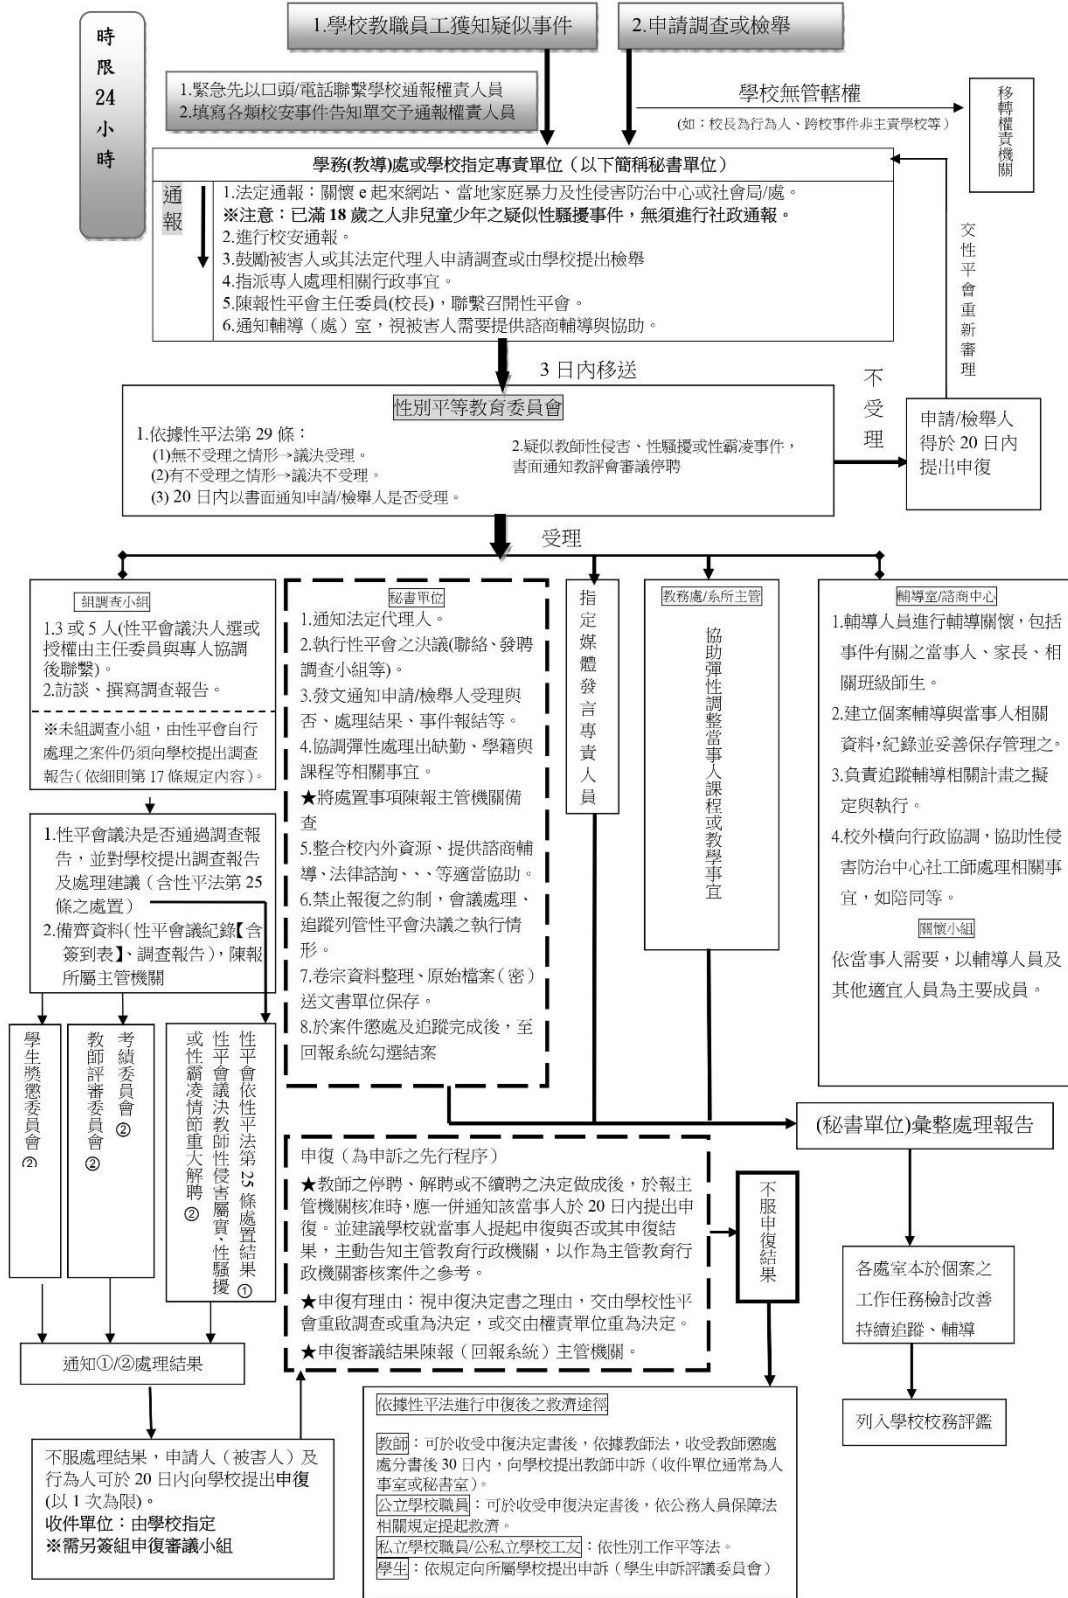 時
限
24
小
時
1.學校教職員工獲知疑似事件
2.申請調查或檢舉
1.緊急先以口頭/電話聯繫學校通報權責人員
2.填寫各類校安事件告知單交予通報權責人員
學校無管轄權
(如：校長為行為人、跨校事件非主責學校等)
移轉權責機關
學務(教導)處或學校指定專責單位（以下簡稱秘書單位）
通報
1.法定通報：關懷 e 起來網站、當地家庭暴力及性侵害防治中心或社會局/處。
※注意：已滿 18 歲之人非兒童少年之疑似性騷擾事件，無須進行社政通報。
2.進行校安通報。
3.鼓勵被害人或其法定代理人申請調查或由學校提出檢舉
4.指派專人處理相關行政事宜。
5.陳報性平會主任委員(校長)，聯繫召開性平會。
6.通知輔導（處）室，視被害人需要提供諮商輔導與協助。
交性平會重新審理
3 日內移送
性別平等教育委員會
1.依據性平法第 29 條：
(1)無不受理之情形→議決受理。
(2)有不受理之情形→議決不受理。
(3) 20 日內以書面通知申請/檢舉人是否受理。
2.疑似教師性侵害、性騷擾或性霸凌事件，
書面通知教評會審議停聘
不受理
申請/檢舉人
得於 20 日內
提出申復
受理
組調查小組
1.3 或 5 人(性平會議決人選或
授權由主任委員與專人協調
後聯繫)。
2.訪談、撰寫調查報告。
※未組調查小組，由性平會自行
處理之案件仍須向學校提出調查
報告(依細則第 17 條規定內容)。
1.性平會議決是否通過調查報
告，並對學校提出調查報告
及處理建議（含性平法第 25
條之處置）
2.備齊資料(性平會議紀錄【含
簽到表】、調查報告)，陳報
所屬主管機關
學生獎懲委員會②
考績委員會②
教師評審委員會②
性平會依性平法第 25 條處置結果①
性平會議決教師性侵害屬實、性騷擾
或性霸凌情節重大解聘②
通知①/②處理結果
不服處理結果，申請人（被害人）及
行為人可於 20 日內向學校提出申復
(以 1 次為限)。
收件單位：由學校指定
※需另簽組申復審議小組
秘書單位
1.通知法定代理人。
2.執行性平會之決議(聯絡、發聘
調查小組等)。
3.發文通知申請/檢舉人受理與
否、處理結果、事件報結等。
4.協調彈性處理出缺勤、學籍與
課程等相關事宜。
★將處置事項陳報主管機關備
查
5.整合校內外資源、提供諮商輔
導、法律諮詢、、、等適當協助。
6.禁止報復之約制，會議處理、
追蹤列管性平會決議之執行情
形。
7.卷宗資料整理、原始檔案（密）
送文書單位保存。
8.於案件懲處及追蹤完成後，至
回報系統勾選結案
指定媒體發言專責人員
教務處/系所主管
協助彈性調整當事人課程或教學事宜
輔導室/諮商中心
1.輔導人員進行輔導關懷，包括
事件有關之當事人、家長、相
關班級師生。
2.建立個案輔導與當事人相關
資料，紀錄並妥善保存管理之。
3.負責追蹤輔導相關計畫之擬
定與執行。
4.校外橫向行政協調，協助性侵
害防治中心社工師處理相關事
宜，如陪同等。
關懷小組
依當事人需要，以輔導人員及
其他適宜人員為主要成員。
(秘書單位)彙整處理報告
各處室本於個案之
工作任務檢討改善
持續追蹤、輔導
列入學校校務評鑑
申復（為申訴之先行程序）
★教師之停聘、解聘或不續聘之決定做成後，於報主
管機關核准時，應一併通知該當事人於 20 日內提出申
復。並建議學校就當事人提起申復與否或其申復結
果，主動告知主管教育行政機關，以作為主管教育行
政機關審核案件之參考。
★申復有理由：視申復決定書之理由，交由學校性平
會重啟調查或重為決定，或交由權責單位重為決定。
★申復審議結果陳報（回報系統）主管機關。
不服申復結果
依據性平法進行申復後之救濟途徑
教師：可於收受申復決定書後，依據教師法，收受教師懲處
處分書後 30 日內，向學校提出教師申訴（收件單位通常為人
事室或秘書室）。
公立學校職員：可於收受申復決定書後，依公務人員保障法
相關規定提起救濟。
私立學校職員/公私立學校工友：依性別工作平等法。
學生：依規定向所屬學校提出申訴（學生申訴評議委員會）